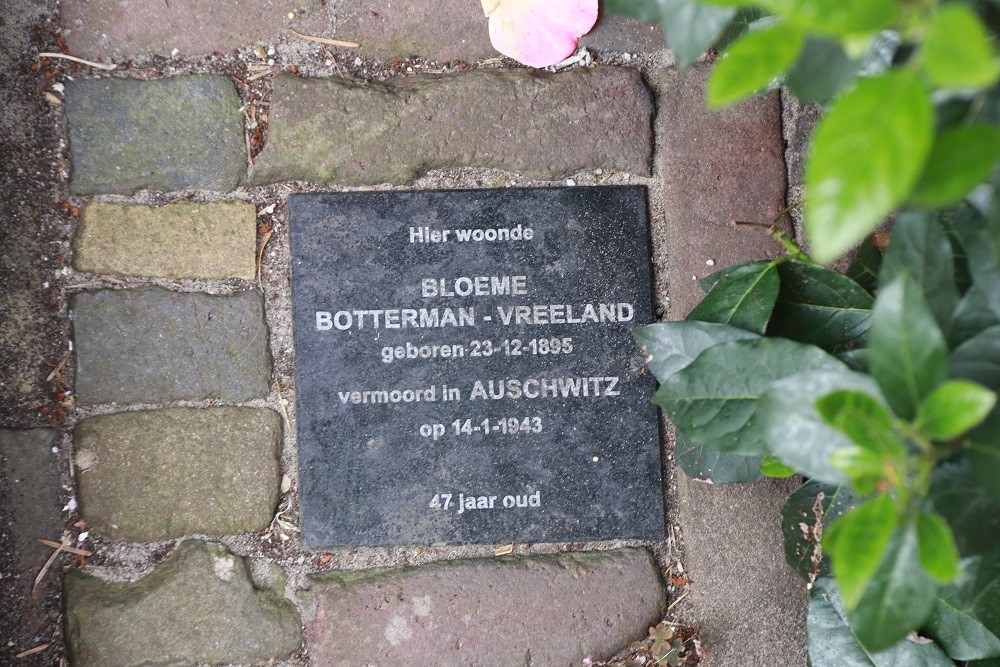 Hier woonde
BLOEME
BOTTERMAN - VREELAND
geboren 23-12-1895
vermoord in AUSCHWITZ
op 14-1-1943
47 jaar oud